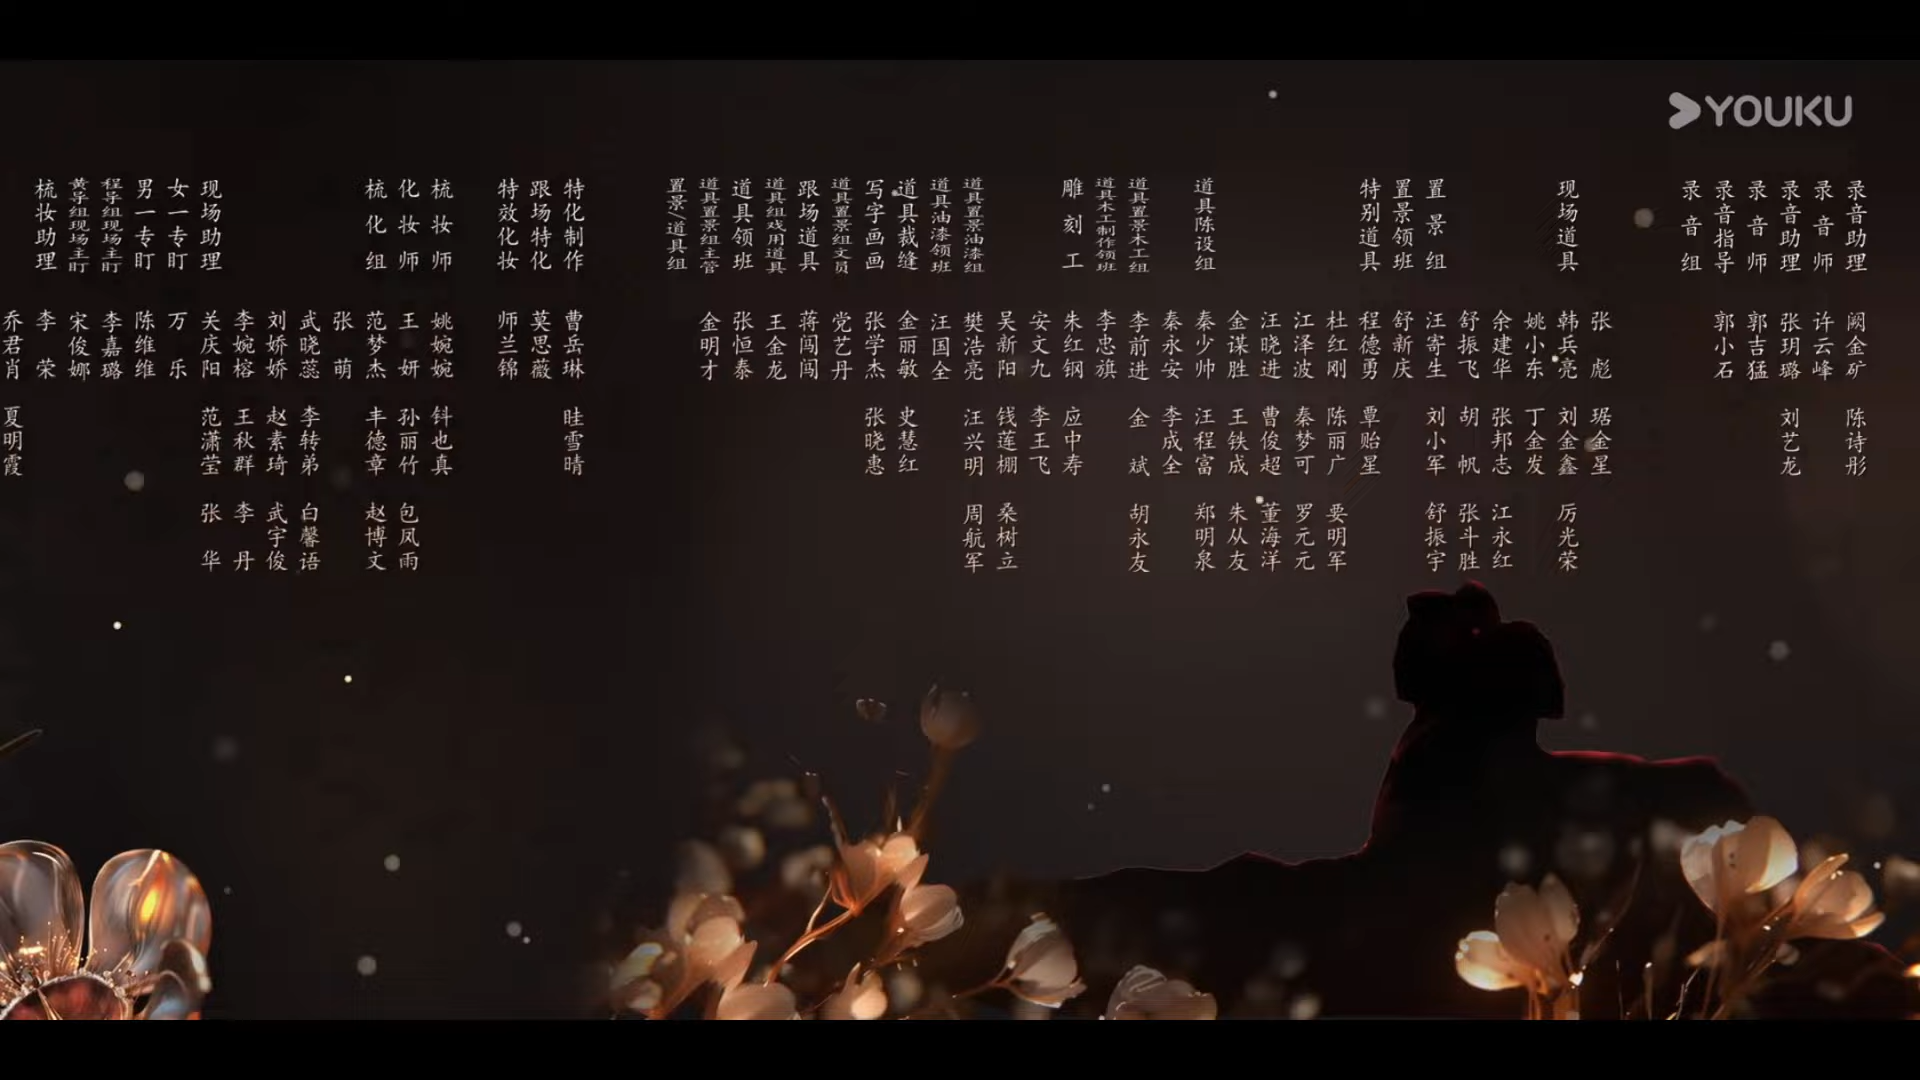 YOUKU
乔君肖 夏明霞
梳妆助理 李荣
黄导组现场主盯 宋俊娜
程导组现场主盯 李嘉璐
男一专盯 陈维维
女一专盯 万乐
现场助理 关庆阳 范潇莹 张华
李婉榕 王秋群 李丹
刘娇娇 赵素琦 武宇俊
武晓蕊 李转弟 白馨语
张萌
梳化组 范梦杰 丰德章 赵博文
化妆师 王妍 孙丽竹 包凤雨
梳妆师 姚婉婉 钭也真
特效化妆 师兰锦
跟场特化 莫思薇
特化制作 曹岳琳 眭雪晴
置景/道具组
道具置景组主管 金明才
道具领班 张恒泰
道具组戏用道具 王金龙
跟场道具 蒋闯闯
道具置景组文员 党艺丹
写字画画 张学杰 张晓惠
道具裁缝 金丽敏 史慧红
道具油漆领班 汪国全
道具置景油漆组 樊浩亮 汪兴明 周航军
吴新阳 钱莲棚 桑树立
安文九 李王飞
雕刻工 朱红钢 应中寿
道具木工制作领班 李忠旗
道具置景木工组 李前进 金斌 胡永友
秦永安 李成全
道具陈设组 秦少帅 汪程富 郑明泉
金谋胜 王铁成 朱从友
汪晓进 曹俊超 董海洋
江泽波 秦梦可 罗元元
杜红刚 陈丽广 要明军
特别道具 程德勇 覃贻星
置景领班 舒新庆
置景组 汪寄生 刘小军 舒振宇
舒振飞 胡帆 张斗胜
余建华 张邦志 江永红
姚小东 丁金发
现场道具 韩兵亮 刘金鑫 厉光荣
张彪 琚金星
录音组
录音指导 郭小石
录音师 郭吉猛
录音助理 张玥璐 刘艺龙
录音师 许云峰
录音助理 阙金矿 陈诗彤